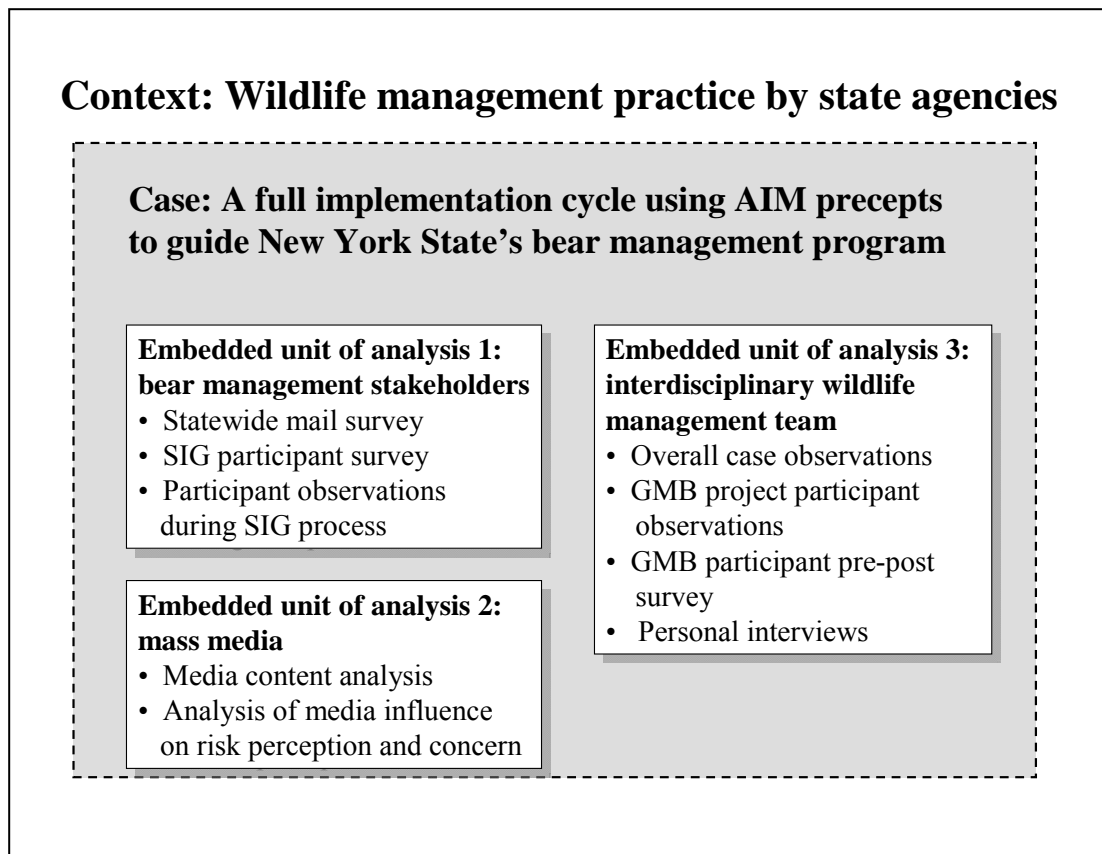 Context: Wildlife management practice by state agencies
Case: A full implementation cycle using AIM precepts
to guide New York State’s bear management program
Embedded unit of analysis 1:
bear management stakeholders
• Statewide mail survey
• SIG participant survey
• Participant observations
during SIG process
Embedded unit of analysis 2:
mass media
• Media content analysis
• Analysis of media influence
on risk perception and concern
Embedded unit of analysis 3:
interdisciplinary wildlife
management team
• Overall case observations
• GMB project participant
observations
• GMB participant pre-post
survey
• Personal interviews